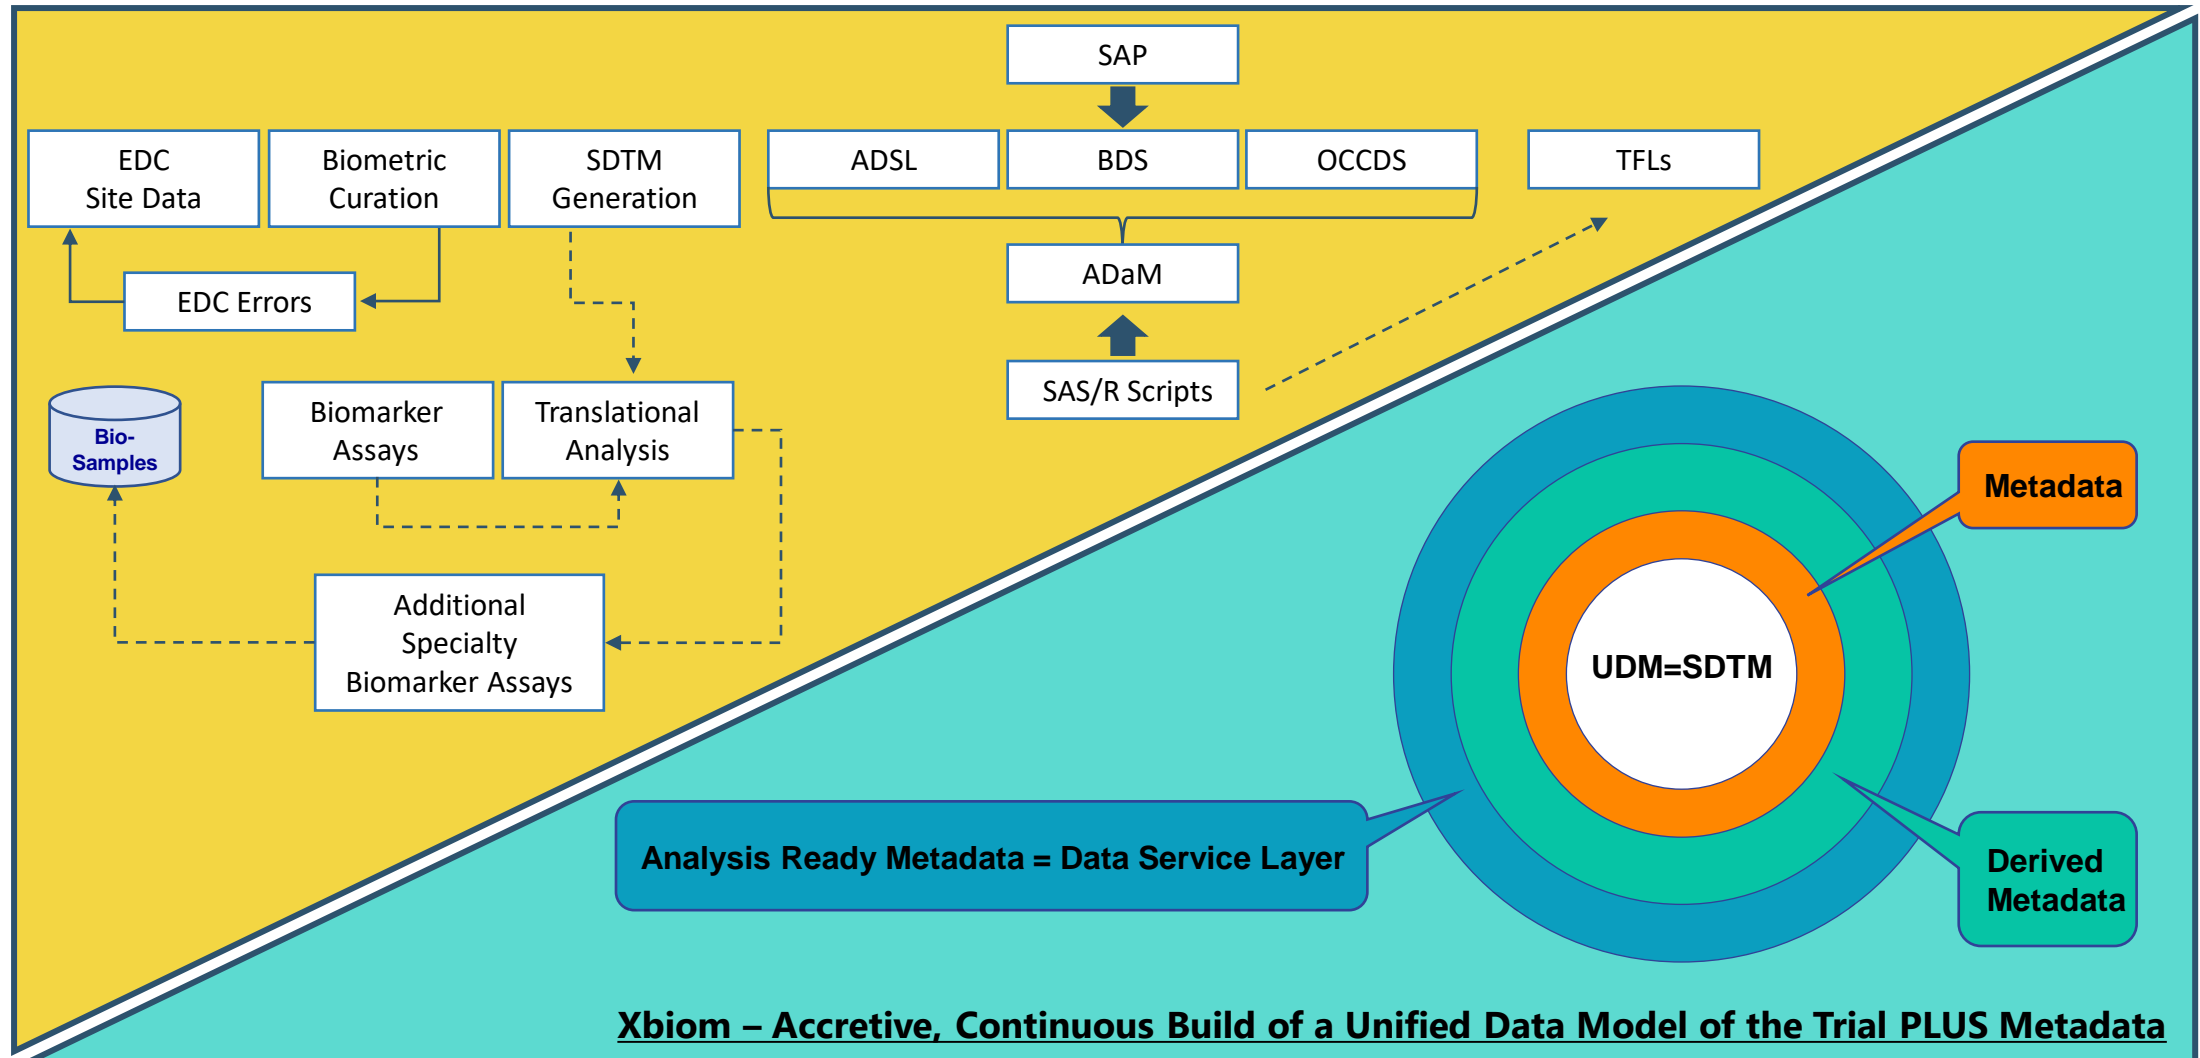 SAP
EDC
Site Data
Biometric
Curation
SDTM
Generation
ADSL
BDS
OCCDS
TFLs
EDC Errors
ADaM
SAS/R Scripts
Bio-
Samples
Biomarker
Assays
Translational
Analysis
Additional
Specialty
Biomarker Assays
Metadata
UDM=SDTM
Analysis Ready Metadata = Data Service Layer
Derived
Metadata
Xbiom – Accretive, Continuous Build of a Unified Data Model of the Trial PLUS Metadata